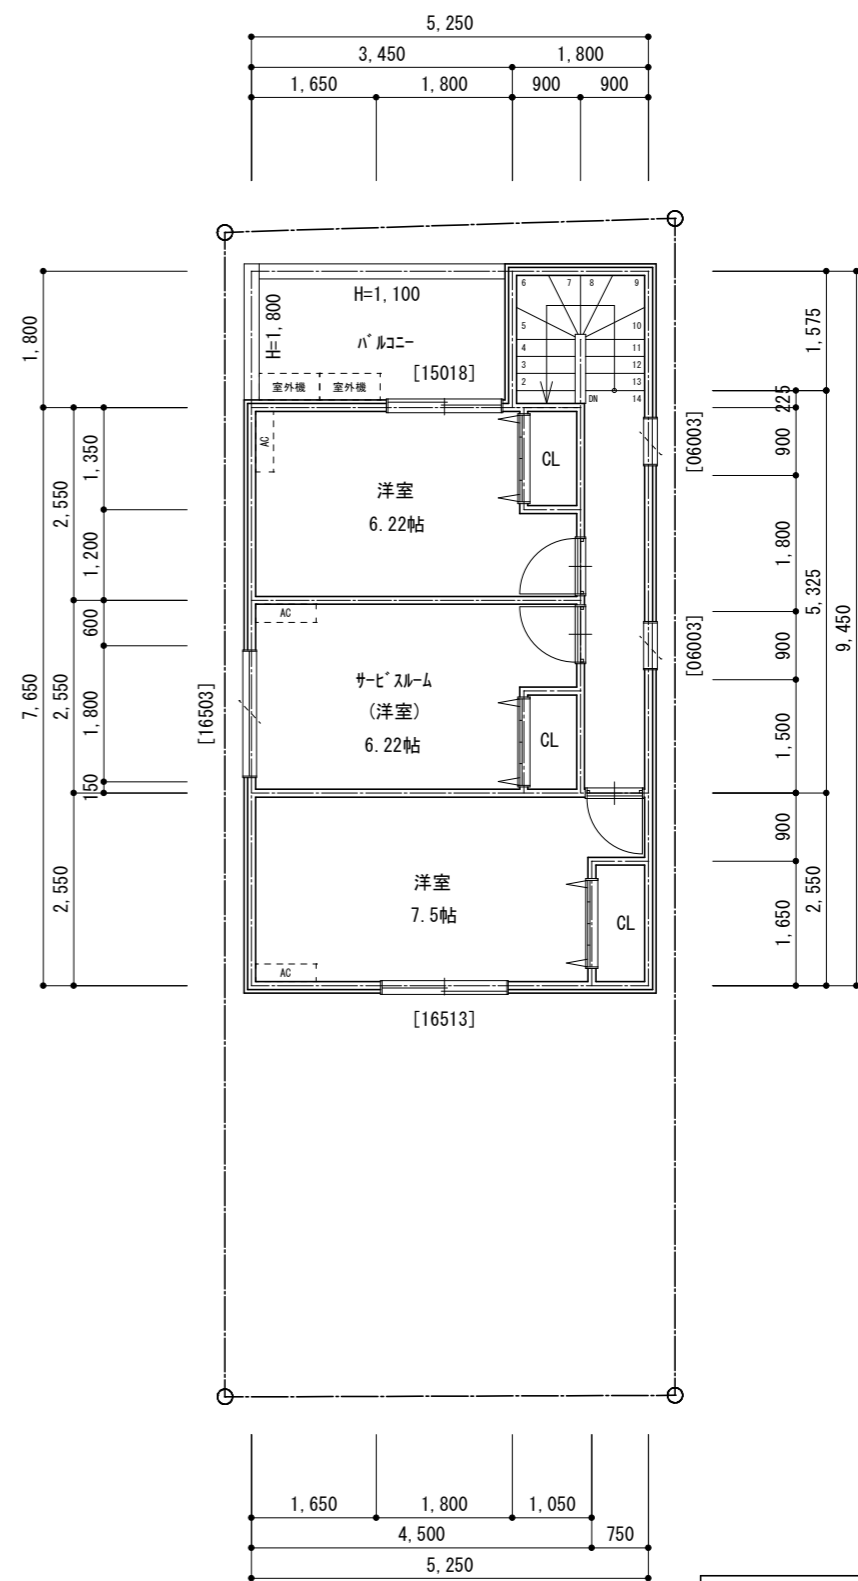 5,250
3,450
1,800
1,650
1,800
900
900
H=1,100
H=1,800
バルコニー
[15018]
室外機
室外機
6
7
8
9
5
10
4
11
3
12
2
13
DN
14
1,800
1,575
225
AC
洋室
6.22帖
CL
[06003]
1,350
2,550
1,200
900
1,800
5,325
9,450
AC
サービスルーム
(洋室)
6.22帖
CL
[16503]
[06003]
600
7,650
2,550
1,800
150
900
1,500
洋室
7.5帖
CL
AC
[16513]
2,550
900
2,550
1,650
1,650
1,800
1,050
4,500
750
5,250